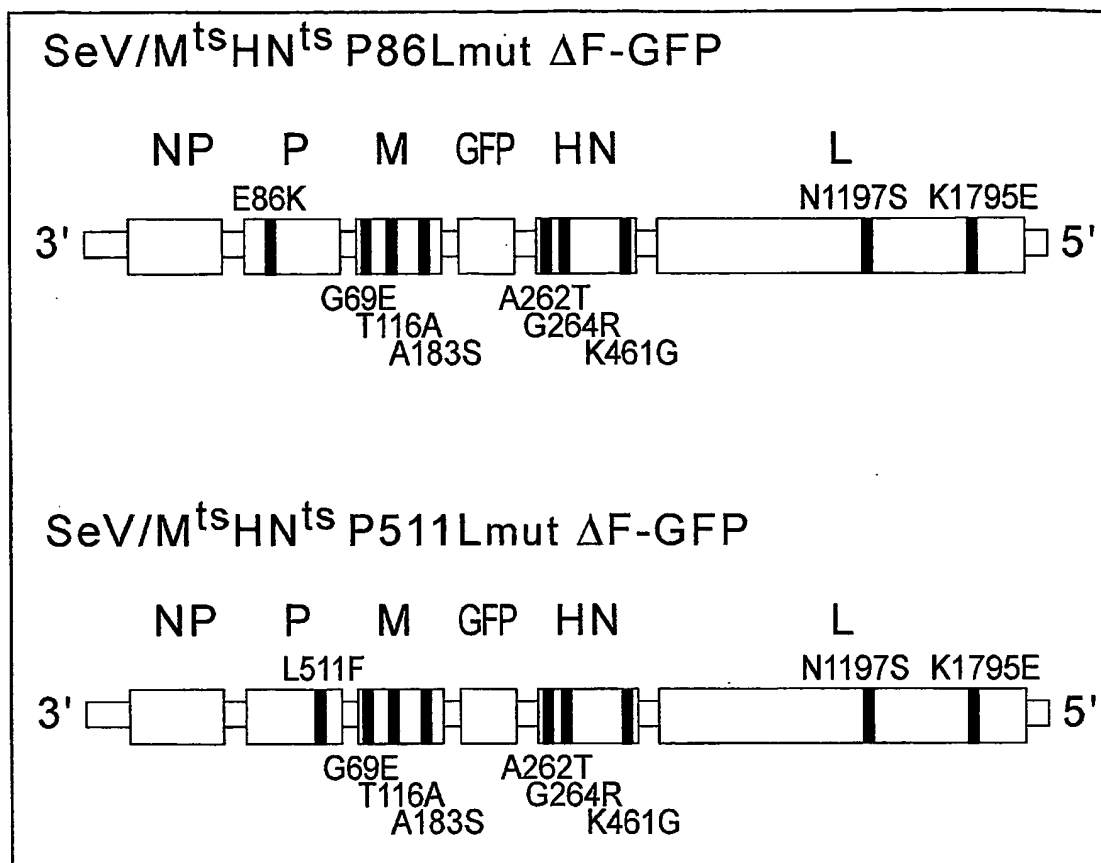 SeV/MtsHNts P86Lmut ΔF-GFP
NP P M GFP HN L
E86K N1197S K1795E
3' 5'
G69E A262T
T116A G264R
A183S K461G
SeV/MtsHNts P511Lmut ΔF-GFP
NP P M GFP HN L
L511F N1197S K1795E
3' 5'
G69E A262T
T116A G264R
A183S K461G